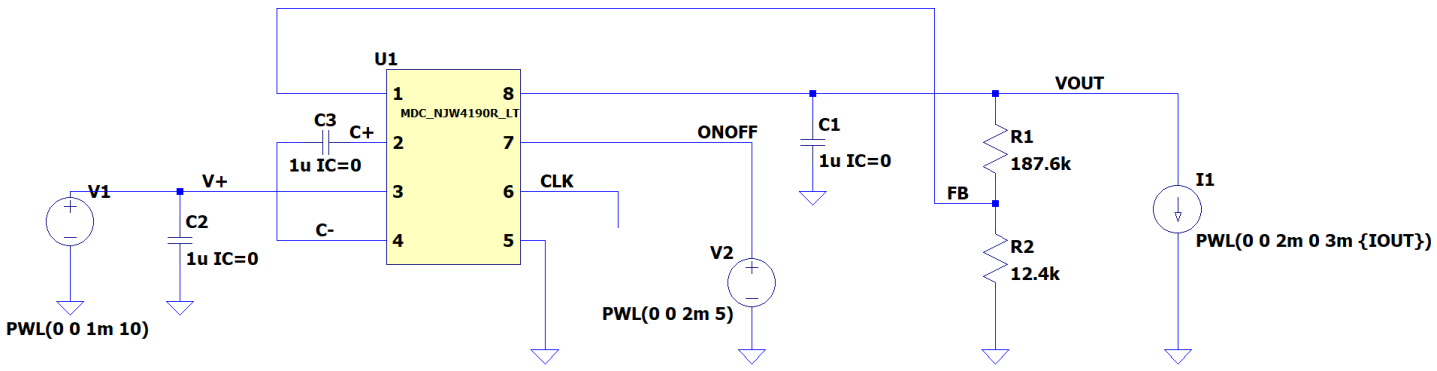 U1
1
8
VOUT
MDC_NJW4190R_LT
C3
C+
2
7
ONOFF
C1
R1
1u IC=0
1u IC=0
187.6k
V1
V+
3
6
CLK
FB
I1
C2
C-
4
5
R2
PWL(0 0 2m 0 3m {IOUT})
1u IC=0
V2
12.4k
PWL(0 0 2m 5)
PWL(0 0 1m 10)